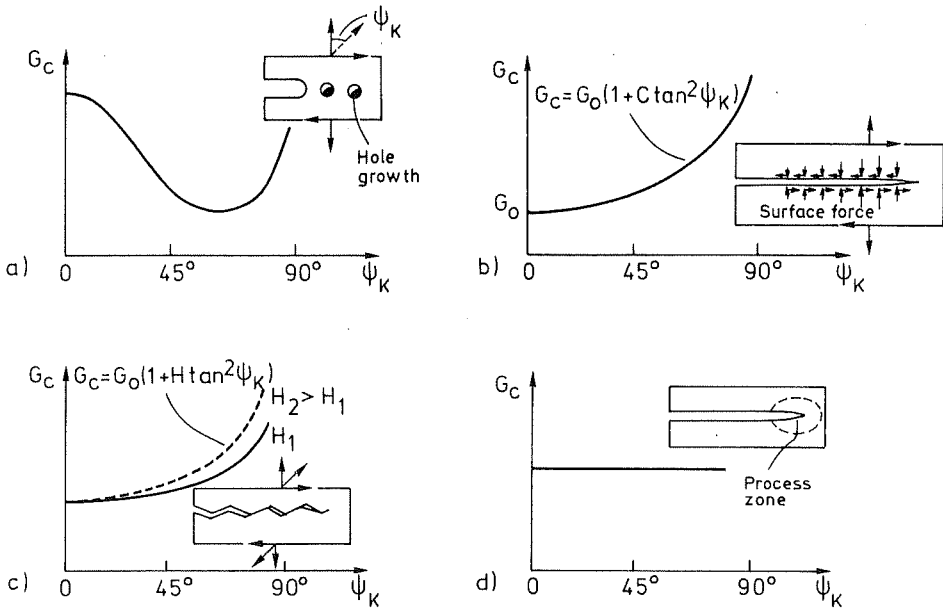 G_C
ψ_K
Hole
growth
0
45°
90°
ψ_K
a)
G_C
G_C=G_0(1+C tan²ψ_K)
G_0
Surface force
0
45°
90°
ψ_K
b)
G_C
G_C=G_0(1+H tan²ψ_K)
H_2>H_1
H_1
0
45°
90°
ψ_K
c)
G_C
Process
zone
0
45°
90°
ψ_K
d)